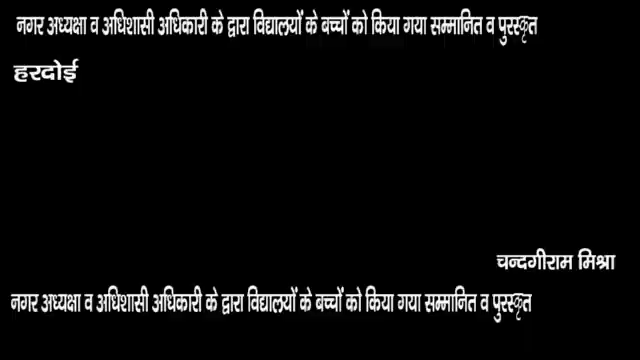 नगर अध्यक्षा व अधिशासी अधिकारी के द्वारा विद्यालयों के बच्चों को किया गया सम्मानित व पुरस्कृत
हरदोई
चन्दगीराम मिश्रा
नगर अध्यक्षा व अधिशासी अधिकारी के द्वारा विद्यालयों के बच्चों को किया गया सम्मानित व पुरस्कृत